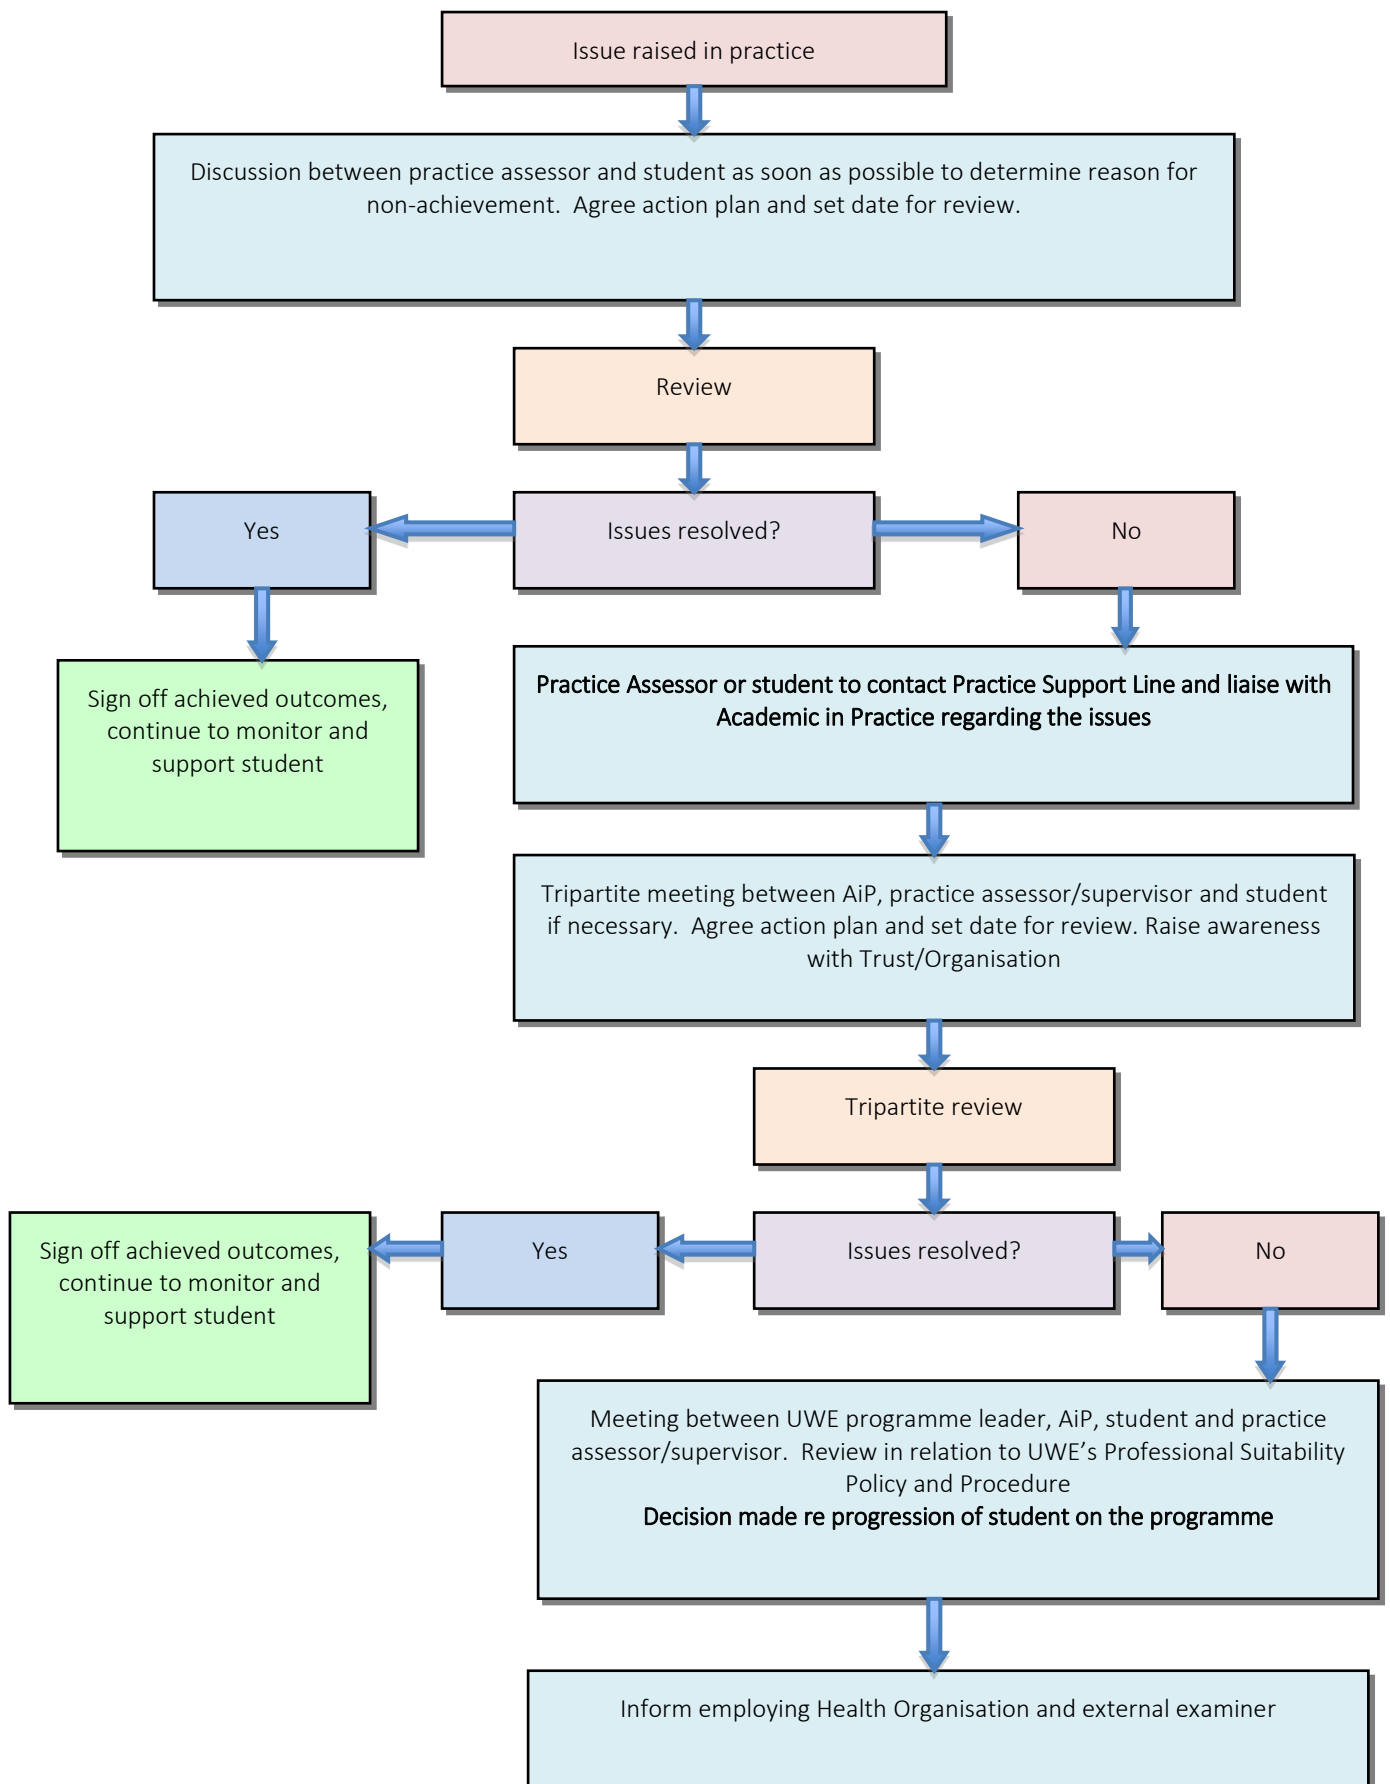 Issue raised in practice
Discussion between practice assessor and student as soon as possible to determine reason for
non-achievement.  Agree action plan and set date for review.
Review
Yes
Issues resolved?
No
Sign off achieved outcomes,
continue to monitor and
support student
Practice Assessor or student to contact Practice Support Line and liaise with
Academic in Practice regarding the issues
Tripartite meeting between AiP, practice assessor/supervisor and student
if necessary.  Agree action plan and set date for review. Raise awareness
with Trust/Organisation
Tripartite review
Sign off achieved outcomes,
continue to monitor and
support student
Yes
Issues resolved?
No
Meeting between UWE programme leader, AiP, student and practice
assessor/supervisor.  Review in relation to UWE’s Professional Suitability
Policy and Procedure
Decision made re progression of student on the programme
Inform employing Health Organisation and external examiner